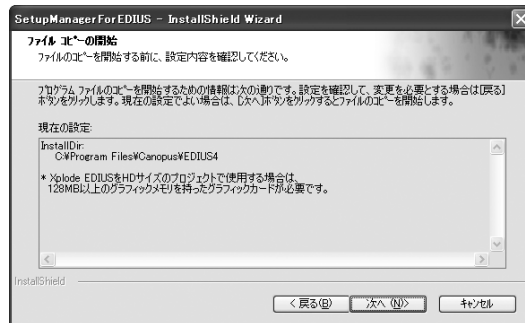 SetupManagerForEDIUS - InstallShield Wizard
ファイル コピーの開始
ファイルのコピーを開始する前に、設定内容を確認してください。
プログラム ファイルのコピーを開始するための情報は次の通りです。設定を確認して、変更を必要とする場合は[戻る]
ボタンをクリックします。現在の設定でよい場合は、[次へ]ボタンをクリックするとファイルのコピーを開始します。
現在の設定:
InstallDir:
C:¥Program Files¥Canopus¥EDIUS4
* Xplode EDIUSをHDサイズのプロジェクトで使用する場合は、
128MB以上のグラフィックメモリを持ったグラフィックカードが必要です。
InstallShield
< 戻る(B) 次へ (N)> キャンセル